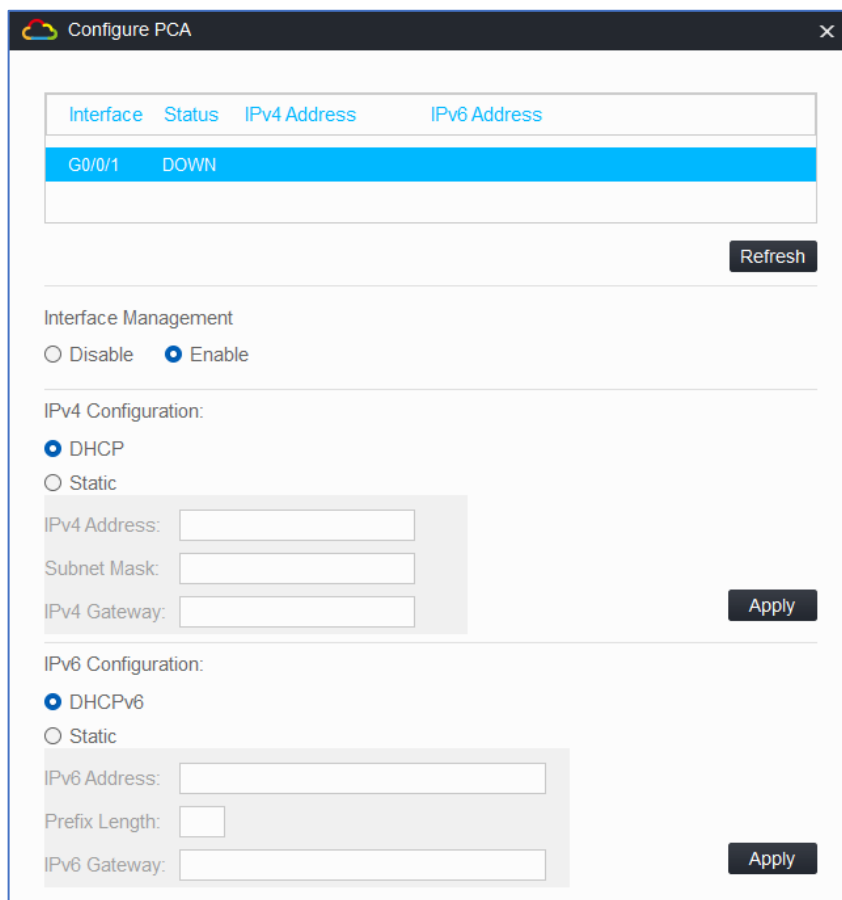 Configure PCA
Interface Status IPv4 Address IPv6 Address
G0/0/1 DOWN
Refresh
Interface Management
Disable Enable
IPv4 Configuration:
DHCP
Static
IPv4 Address:
Subnet Mask:
IPv4 Gateway:
Apply
IPv6 Configuration:
DHCPv6
Static
IPv6 Address:
Prefix Length:
IPv6 Gateway:
Apply